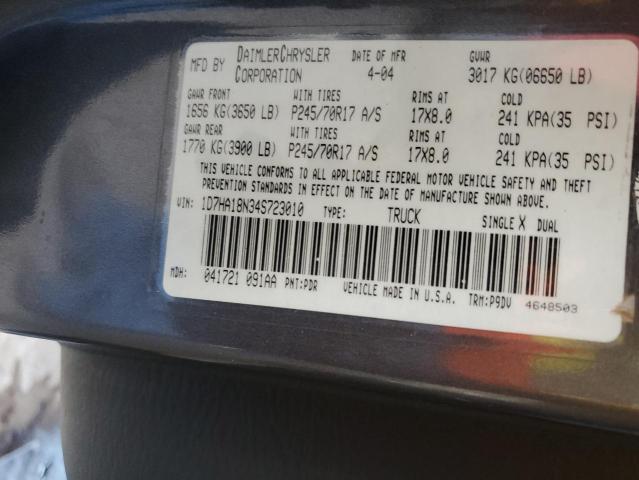 MFD BY DAIMLERCHRYSLER CORPORATION DATE OF MFR 4-04 GVWR 3017 KG(06650 LB)
GAWR FRONT WITH TIRES RIMS AT COLD
1656 KG(3650 LB) P245/70R17 A/S 17X8.0 241 KPA(35 PSI)
GAWR REAR WITH TIRES RIMS AT COLD
1770 KG(3900 LB) P245/70R17 A/S 17X8.0 241 KPA(35 PSI)
THIS VEHICLE CONFORMS TO ALL APPLICABLE FEDERAL MOTOR VEHICLE SAFETY AND THEFT
PREVENTION STANDARDS IN EFFECT ON THE DATE OF MANUFACTURE SHOWN ABOVE.
VIN: 1D7HA18N34S723010 TYPE: TRUCK SINGLE X DUAL
MDH: 041721 091AA PNT:PDR VEHICLE MADE IN U.S.A. TRM:P9DV 4648503